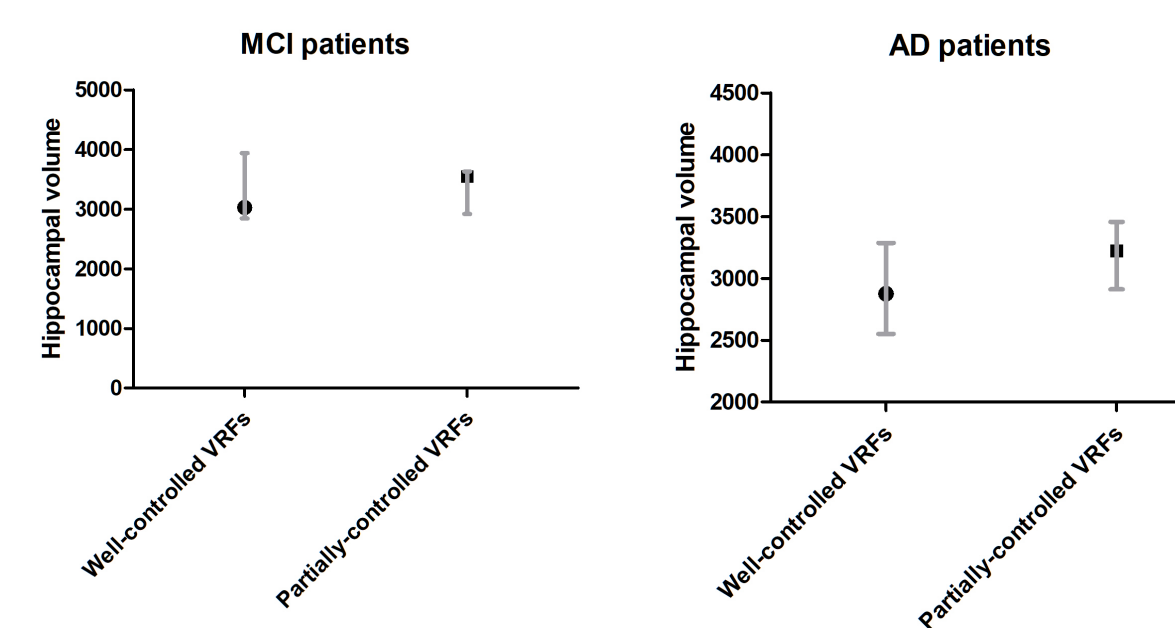 MCI patients
Hippocampal volume
5000
4000
3000
2000
1000
0
Well-controlled VRFs
Partially-controlled VRFs
AD patients
Hippocampal volume
4500
4000
3500
3000
2500
2000
Well-controlled VRFs
Partially-controlled VRFs